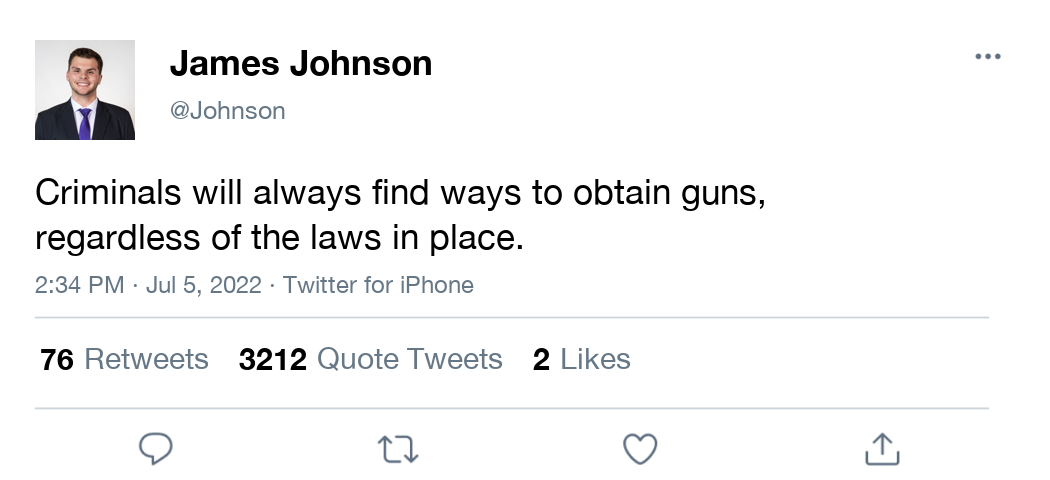 James Johnson
@Johnson
Criminals will always find ways to obtain guns,
regardless of the laws in place.
2:34 PM · Jul 5, 2022 · Twitter for iPhone
76 Retweets 3212 Quote Tweets 2 Likes